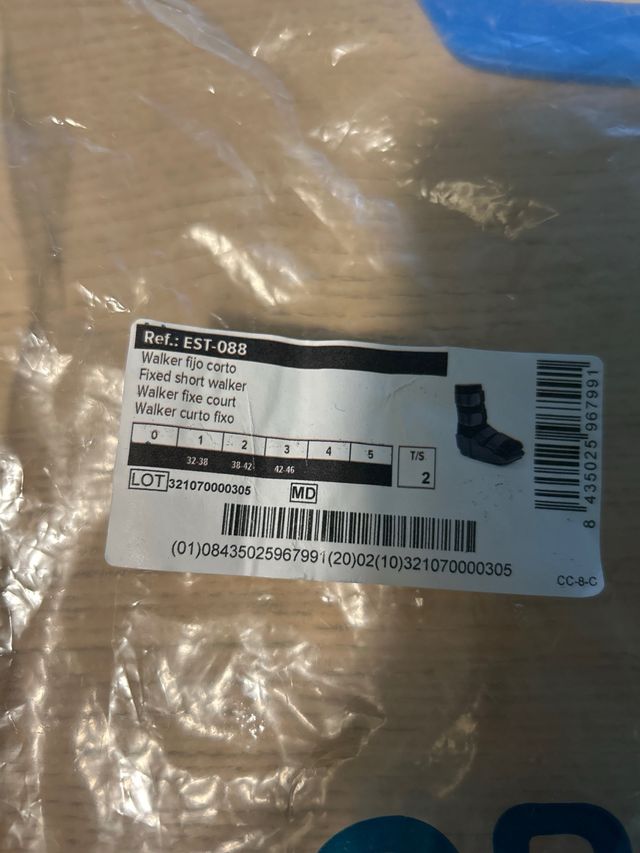 Ref.: EST-088
Walker fijo corto
Fixed short walker
Walker fixe court
Walker curto fixo
0 1 2 3 4 5
32-38 38-42 42-46
T/S
2
LOT 321070000305 MD
(01)08435025967991(20)02(10)321070000305
8 435025 967991
CC-8-C